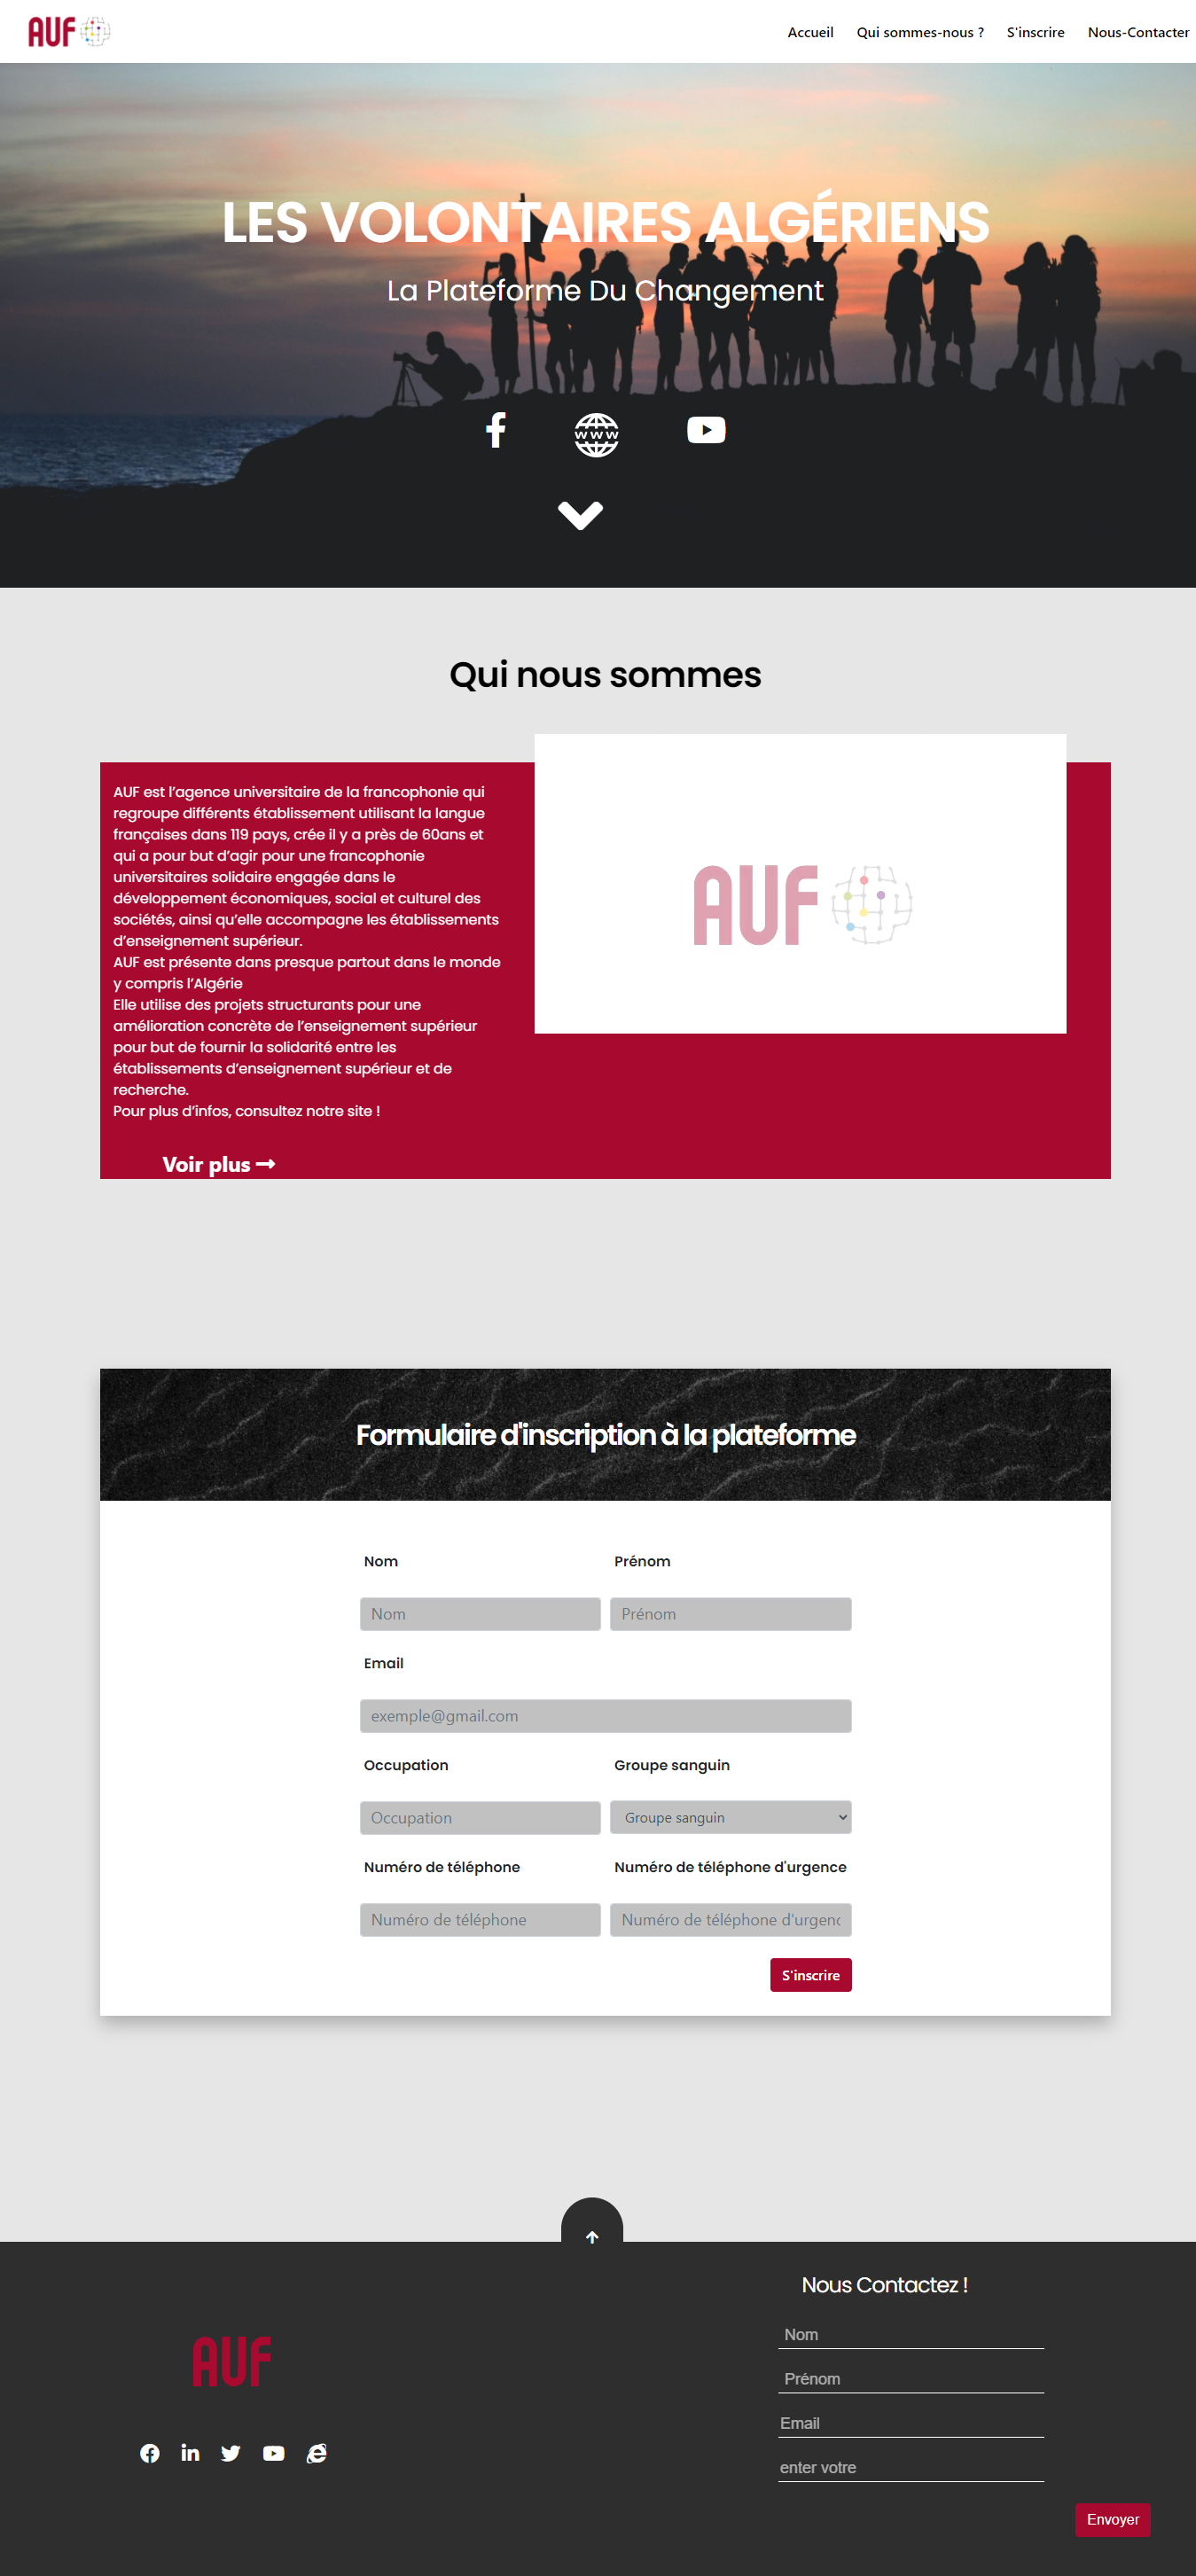 AUF
Accueil Qui sommes-nous ? S'inscrire Nous-Contacter
LES VOLONTAIRES ALGÉRIENS
La Plateforme Du Changement
WWW
Qui nous sommes
AUF est l’agence universitaire de la francophonie qui
regroupe différents établissement utilisant la langue
françaises dans 119 pays, crée il y a près de 60ans et
qui a pour but d’agir pour une francophonie
universitaires solidaire engagée dans le
développement économiques, social et culturel des
sociétés, ainsi qu’elle accompagne les établissements
d’enseignement supérieur.
AUF est présente dans presque partout dans le monde
y compris l’Algérie
Elle utilise des projets structurants pour une
amélioration concrète de l’enseignement supérieur
pour but de fournir la solidarité entre les
établissements d’enseignement supérieur et de
recherche.
Pour plus d’infos, consultez notre site !
Voir plus
AUF
Formulaire d'inscription à la plateforme
Nom Prénom
Nom Prénom
Email
exemple@gmail.com
Occupation Groupe sanguin
Occupation Groupe sanguin
Numéro de téléphone Numéro de téléphone d'urgence
Numéro de téléphone Numéro de téléphone d'urgenc
S'inscrire
AUF
Nous Contactez !
Nom
Prénom
Email
enter votre
Envoyer